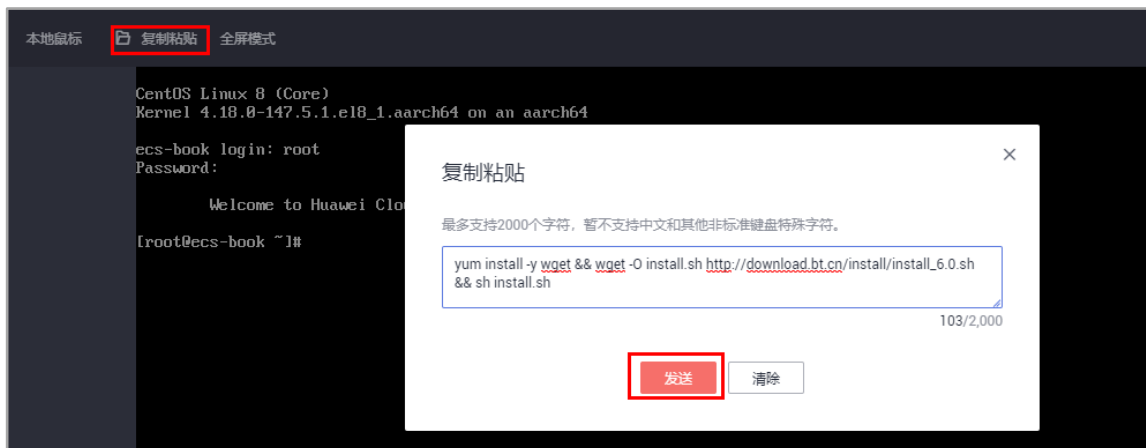 本地鼠标 复制粘贴 全屏模式
CentOS Linux 8 (Core)
Kernel 4.18.0-147.5.1.el8_1.aarch64 on an aarch64
ecs-book login: root
Password:
Welcome to Huawei Clo
[root@ecs-book ~]#
复制粘贴
最多支持2000个字符，暂不支持中文和其他非标准键盘特殊字符。
yum install -y wget && wget -O install.sh http://download.bt.cn/install/install_6.0.sh
&& sh install.sh
103/2,000
发送 清除